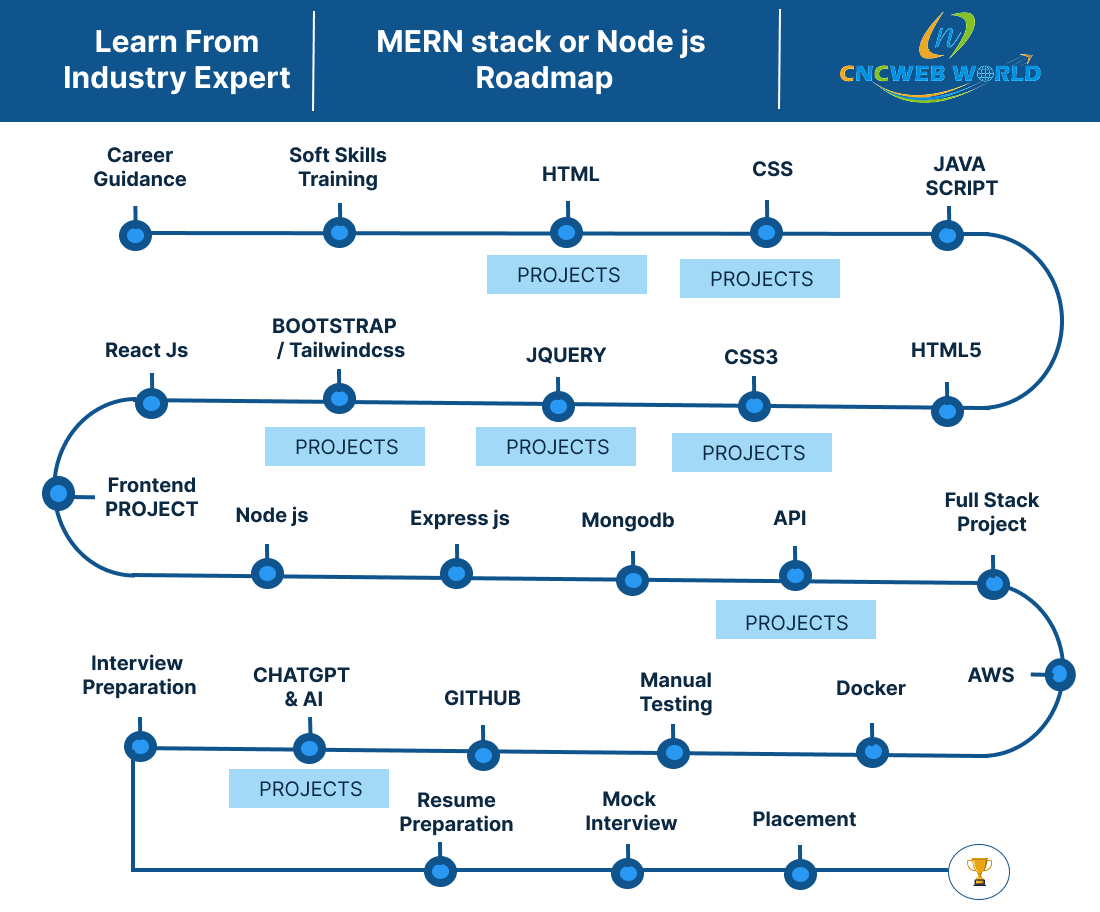 Learn From
Industry Expert
MERN stack or Node js
Roadmap
CNCWEB WORLD
Career
Guidance
Soft Skills
Training
HTML
CSS
JAVA
SCRIPT
PROJECTS
PROJECTS
React Js
BOOTSTRAP
/ Tailwindcss
JQUERY
CSS3
HTML5
PROJECTS
PROJECTS
PROJECTS
Frontend
PROJECT
Node js
Express js
Mongodb
API
Full Stack
Project
PROJECTS
Interview
Preparation
CHATGPT
& AI
GITHUB
Manual
Testing
Docker
AWS
PROJECTS
Resume
Preparation
Mock
Interview
Placement